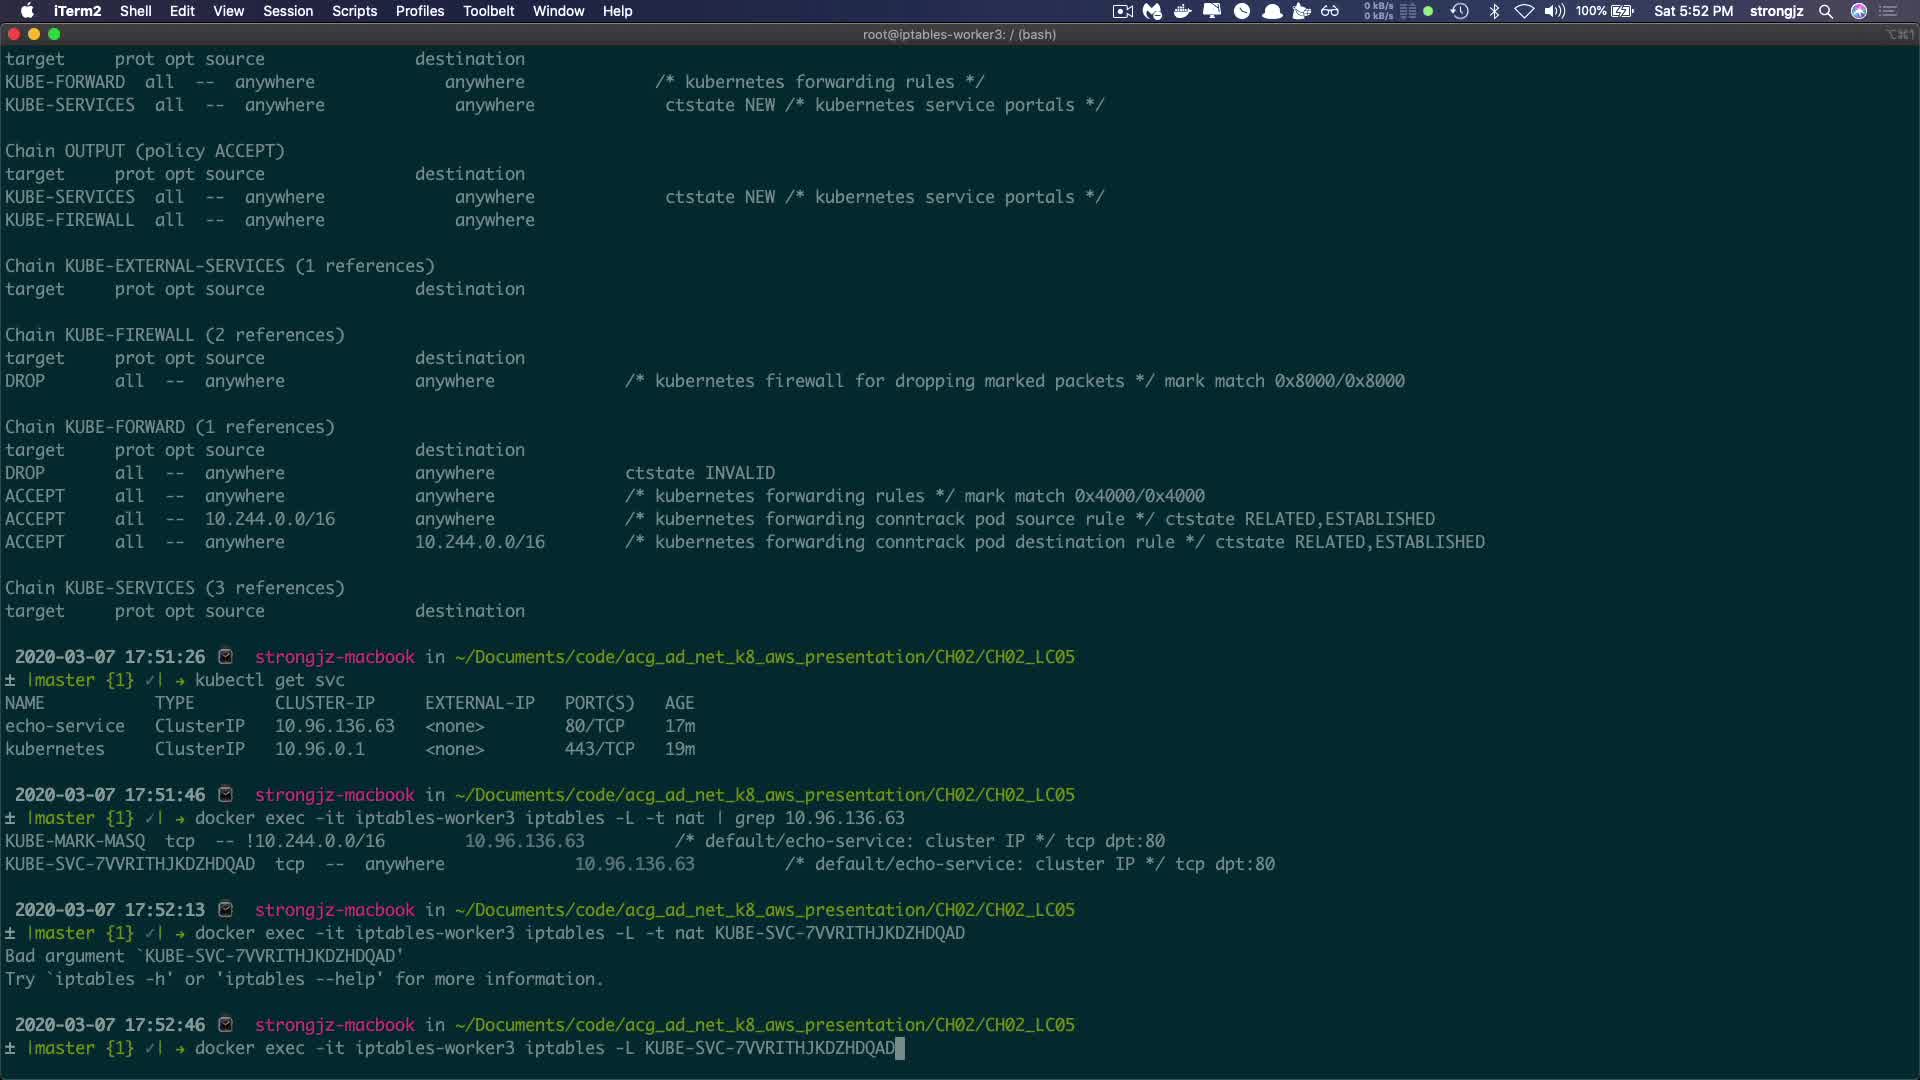 iTerm2 Shell Edit View Session Scripts Profiles Toolbelt Window Help 0 kB/s 0 kB/s 100% Sat 5:52 PM strongjz
root@iptables-worker3: / (bash) ⌥⌘1
target prot opt source destination
KUBE-FORWARD all -- anywhere anywhere /* kubernetes forwarding rules */
KUBE-SERVICES all -- anywhere anywhere ctstate NEW /* kubernetes service portals */
Chain OUTPUT (policy ACCEPT)
target prot opt source destination
KUBE-SERVICES all -- anywhere anywhere ctstate NEW /* kubernetes service portals */
KUBE-FIREWALL all -- anywhere anywhere
Chain KUBE-EXTERNAL-SERVICES (1 references)
target prot opt source destination
Chain KUBE-FIREWALL (2 references)
target prot opt source destination
DROP all -- anywhere anywhere /* kubernetes firewall for dropping marked packets */ mark match 0x8000/0x8000
Chain KUBE-FORWARD (1 references)
target prot opt source destination
DROP all -- anywhere anywhere ctstate INVALID
ACCEPT all -- anywhere anywhere /* kubernetes forwarding rules */ mark match 0x4000/0x4000
ACCEPT all -- 10.244.0.0/16 anywhere /* kubernetes forwarding conntrack pod source rule */ ctstate RELATED,ESTABLISHED
ACCEPT all -- anywhere 10.244.0.0/16 /* kubernetes forwarding conntrack pod destination rule */ ctstate RELATED,ESTABLISHED
Chain KUBE-SERVICES (3 references)
target prot opt source destination
2020-03-07 17:51:26 strongjz-macbook in ~/Documents/code/acg_ad_net_k8_aws_presentation/CH02/CH02_LC05
± |master {1} ✓| → kubectl get svc
NAME TYPE CLUSTER-IP EXTERNAL-IP PORT(S) AGE
echo-service ClusterIP 10.96.136.63 <none> 80/TCP 17m
kubernetes ClusterIP 10.96.0.1 <none> 443/TCP 19m
2020-03-07 17:51:46 strongjz-macbook in ~/Documents/code/acg_ad_net_k8_aws_presentation/CH02/CH02_LC05
± |master {1} ✓| → docker exec -it iptables-worker3 iptables -L -t nat | grep 10.96.136.63
KUBE-MARK-MASQ tcp -- !10.244.0.0/16 10.96.136.63 /* default/echo-service: cluster IP */ tcp dpt:80
KUBE-SVC-7VVRITHJKDZHDQAD tcp -- anywhere 10.96.136.63 /* default/echo-service: cluster IP */ tcp dpt:80
2020-03-07 17:52:13 strongjz-macbook in ~/Documents/code/acg_ad_net_k8_aws_presentation/CH02/CH02_LC05
± |master {1} ✓| → docker exec -it iptables-worker3 iptables -L -t nat KUBE-SVC-7VVRITHJKDZHDQAD
Bad argument `KUBE-SVC-7VVRITHJKDZHDQAD'
Try `iptables -h' or 'iptables --help' for more information.
2020-03-07 17:52:46 strongjz-macbook in ~/Documents/code/acg_ad_net_k8_aws_presentation/CH02/CH02_LC05
± |master {1} ✓| → docker exec -it iptables-worker3 iptables -L KUBE-SVC-7VVRITHJKDZHDQAD